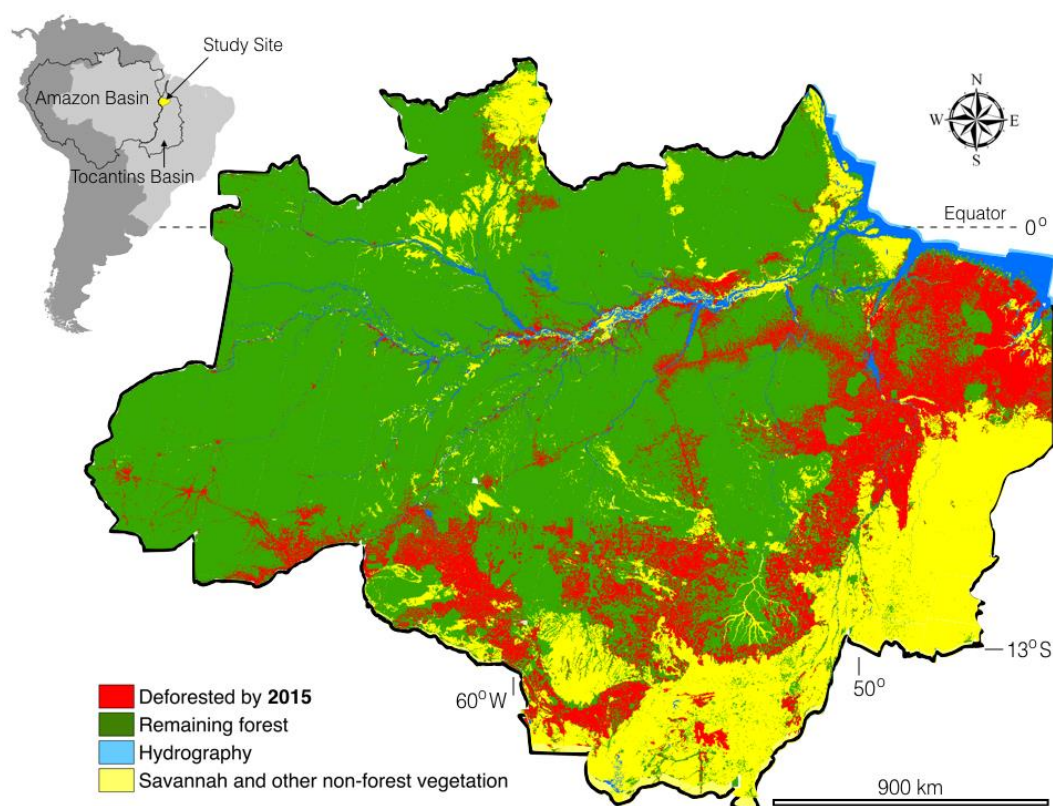 Study Site
Amazon Basin
Tocantins Basin
N
W
E
S
Equator
0°
13°S
50°
60°W
Deforested by 2015
Remaining forest
Hydrography
Savannah and other non-forest vegetation
900 km